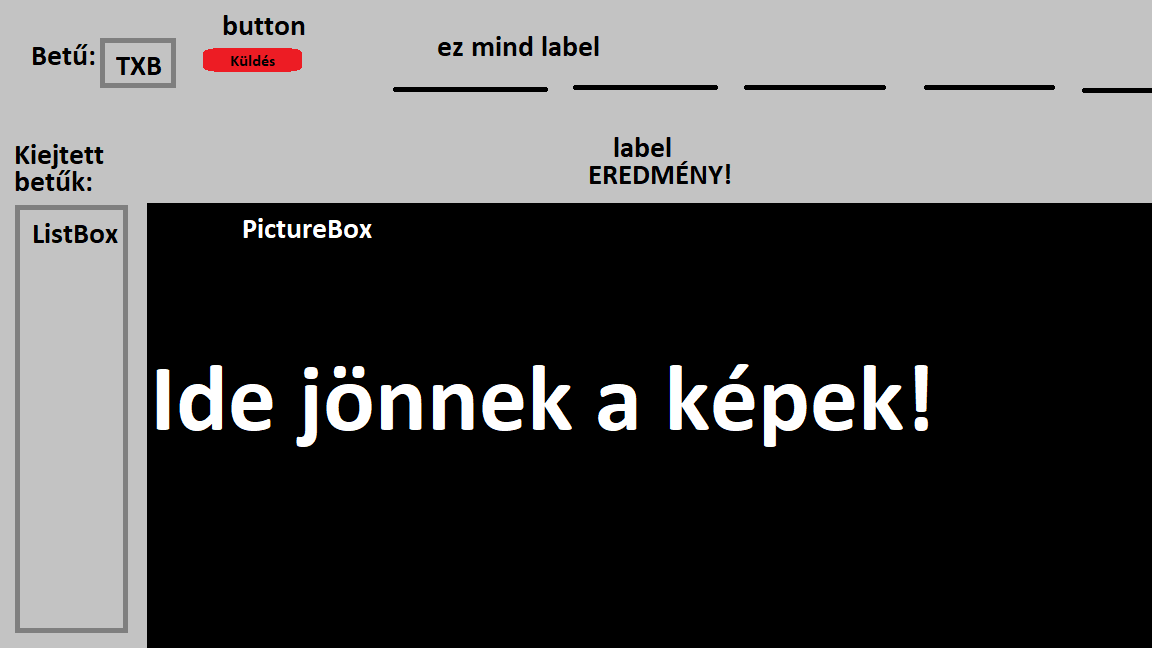 button
Betű:
TXB
Küldés
ez mind label
label
EREDMÉNY!
Kiejtett
betűk:
ListBox
PictureBox
Ide jönnek a képek!